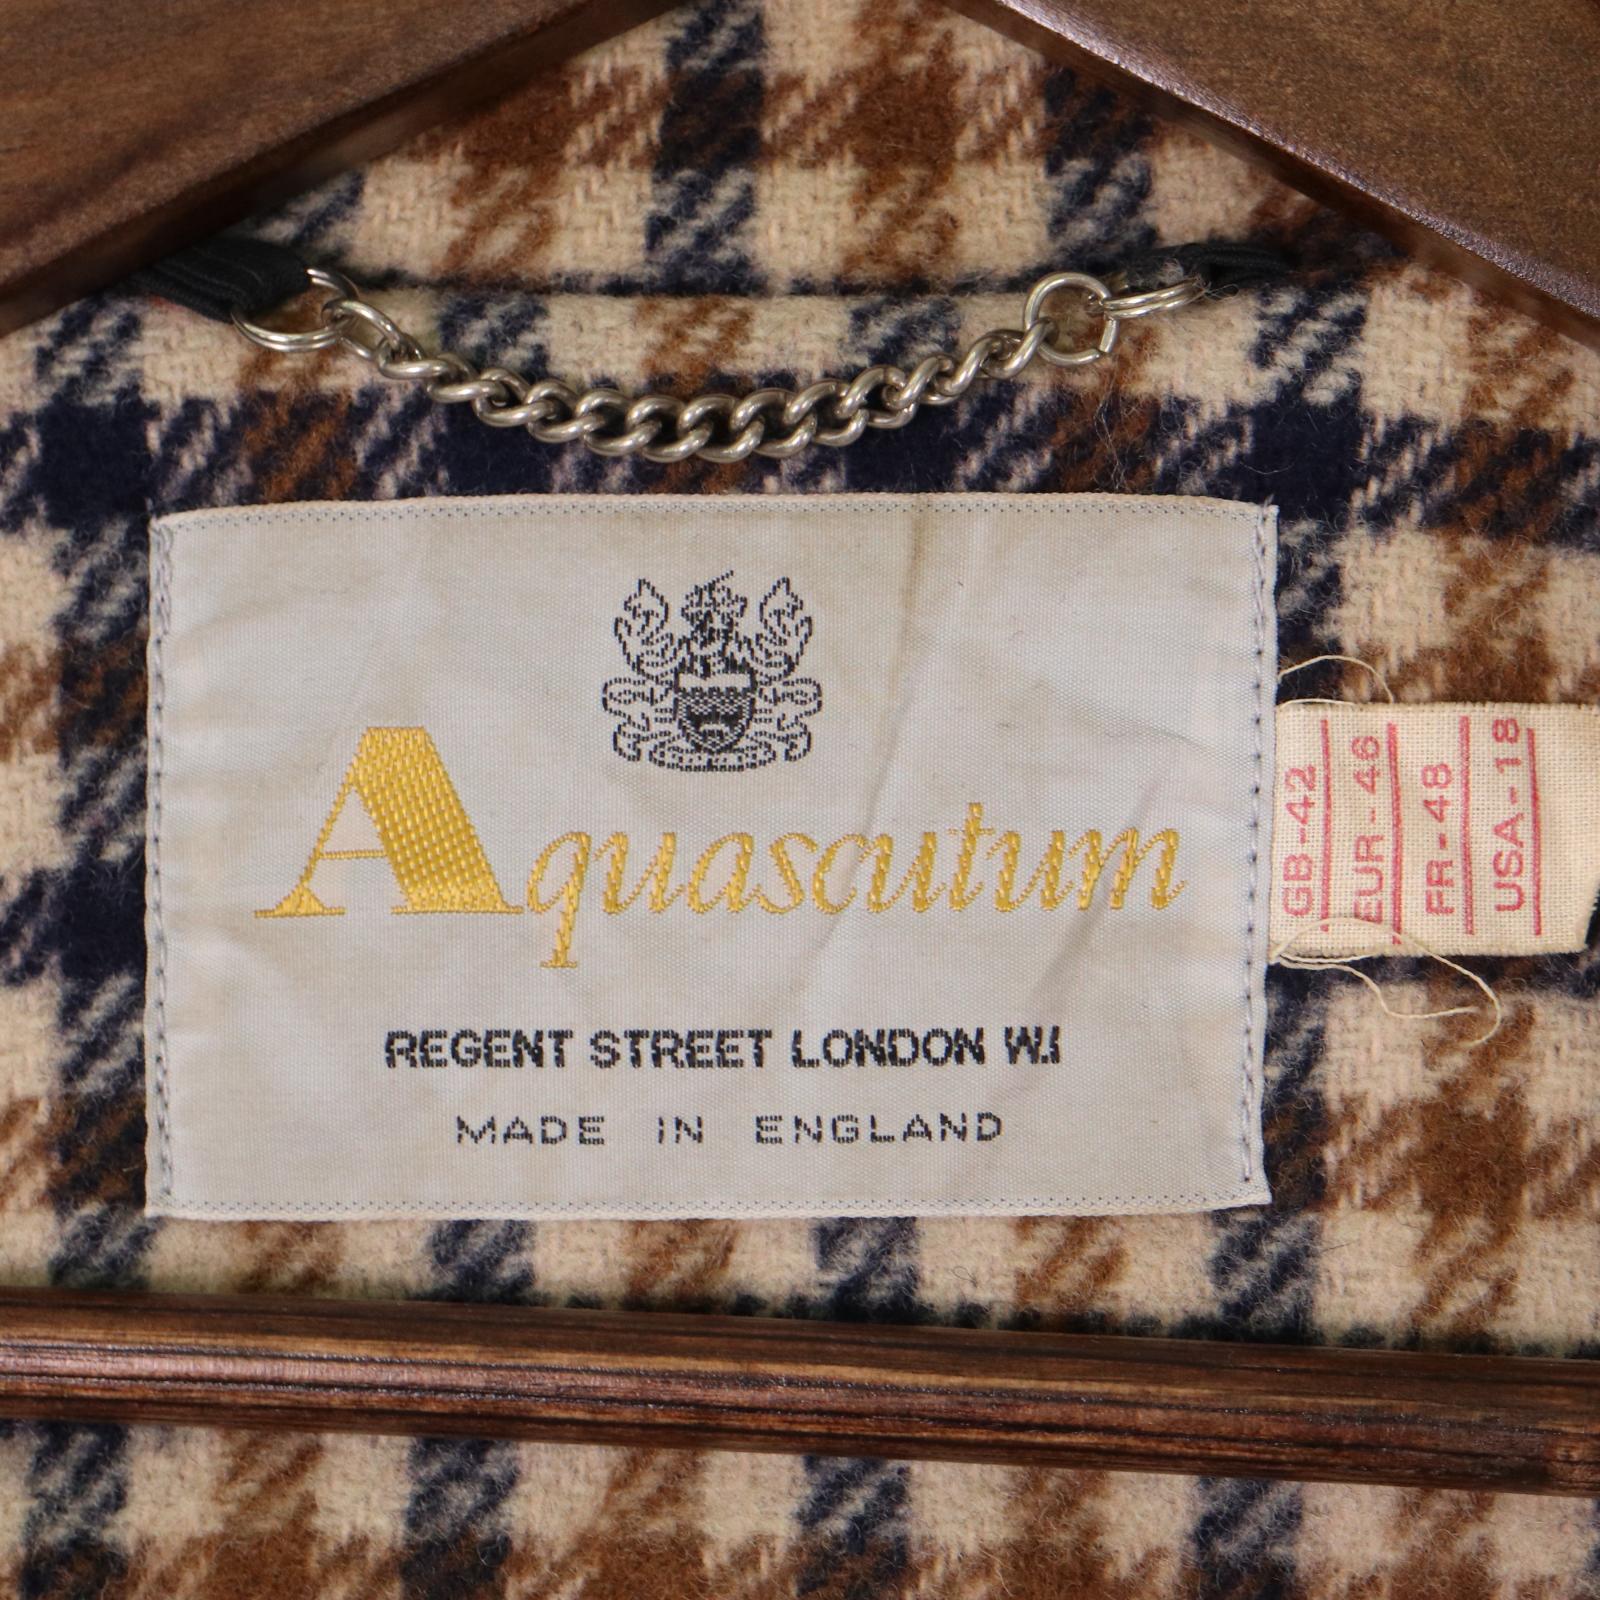 Aquascutum
REGENT STREET LONDON W.1
MADE IN ENGLAND
GB-42
EUR-46
FR-48
USA-18